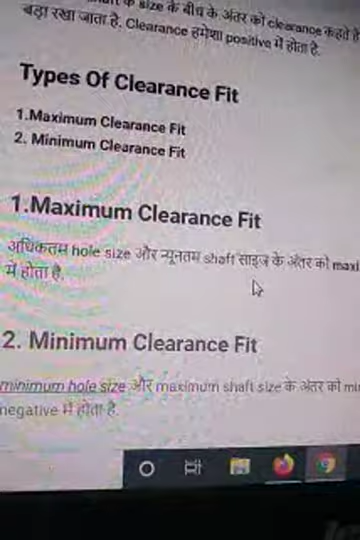 के size के बीच के अंतर को clearance कहते है
बड़ा रखा जाता है. Clearance हमेशा positive में होता है.
Types Of Clearance Fit
1.Maximum Clearance Fit
2. Minimum Clearance Fit
1.Maximum Clearance Fit
अधिकतम hole size और न्यूनतम shaft साइज के अंतर को maxi
में होता है.
2. Minimum Clearance Fit
minimum hole size और maximum shaft size के अंतर को mi
negative में होता है.